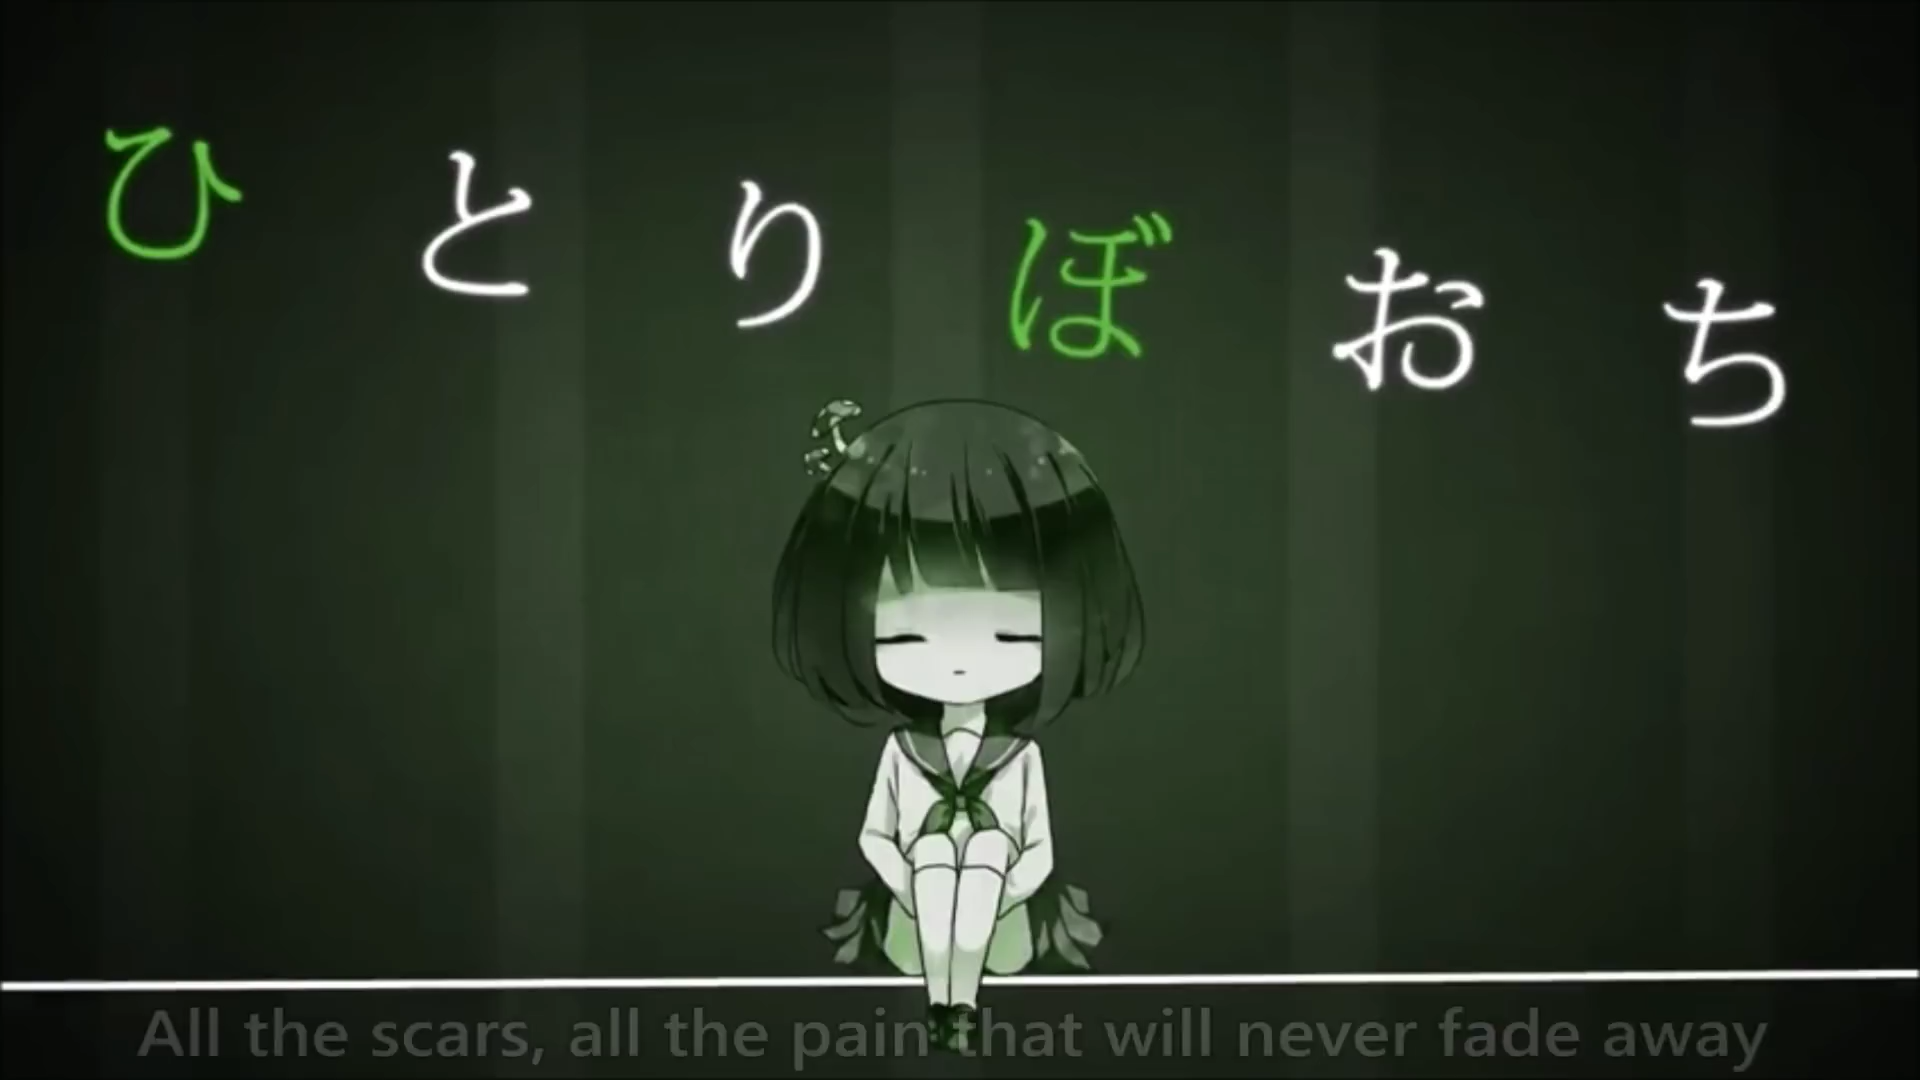 ひとりぼおち
All the scars, all the pain that will never fade away